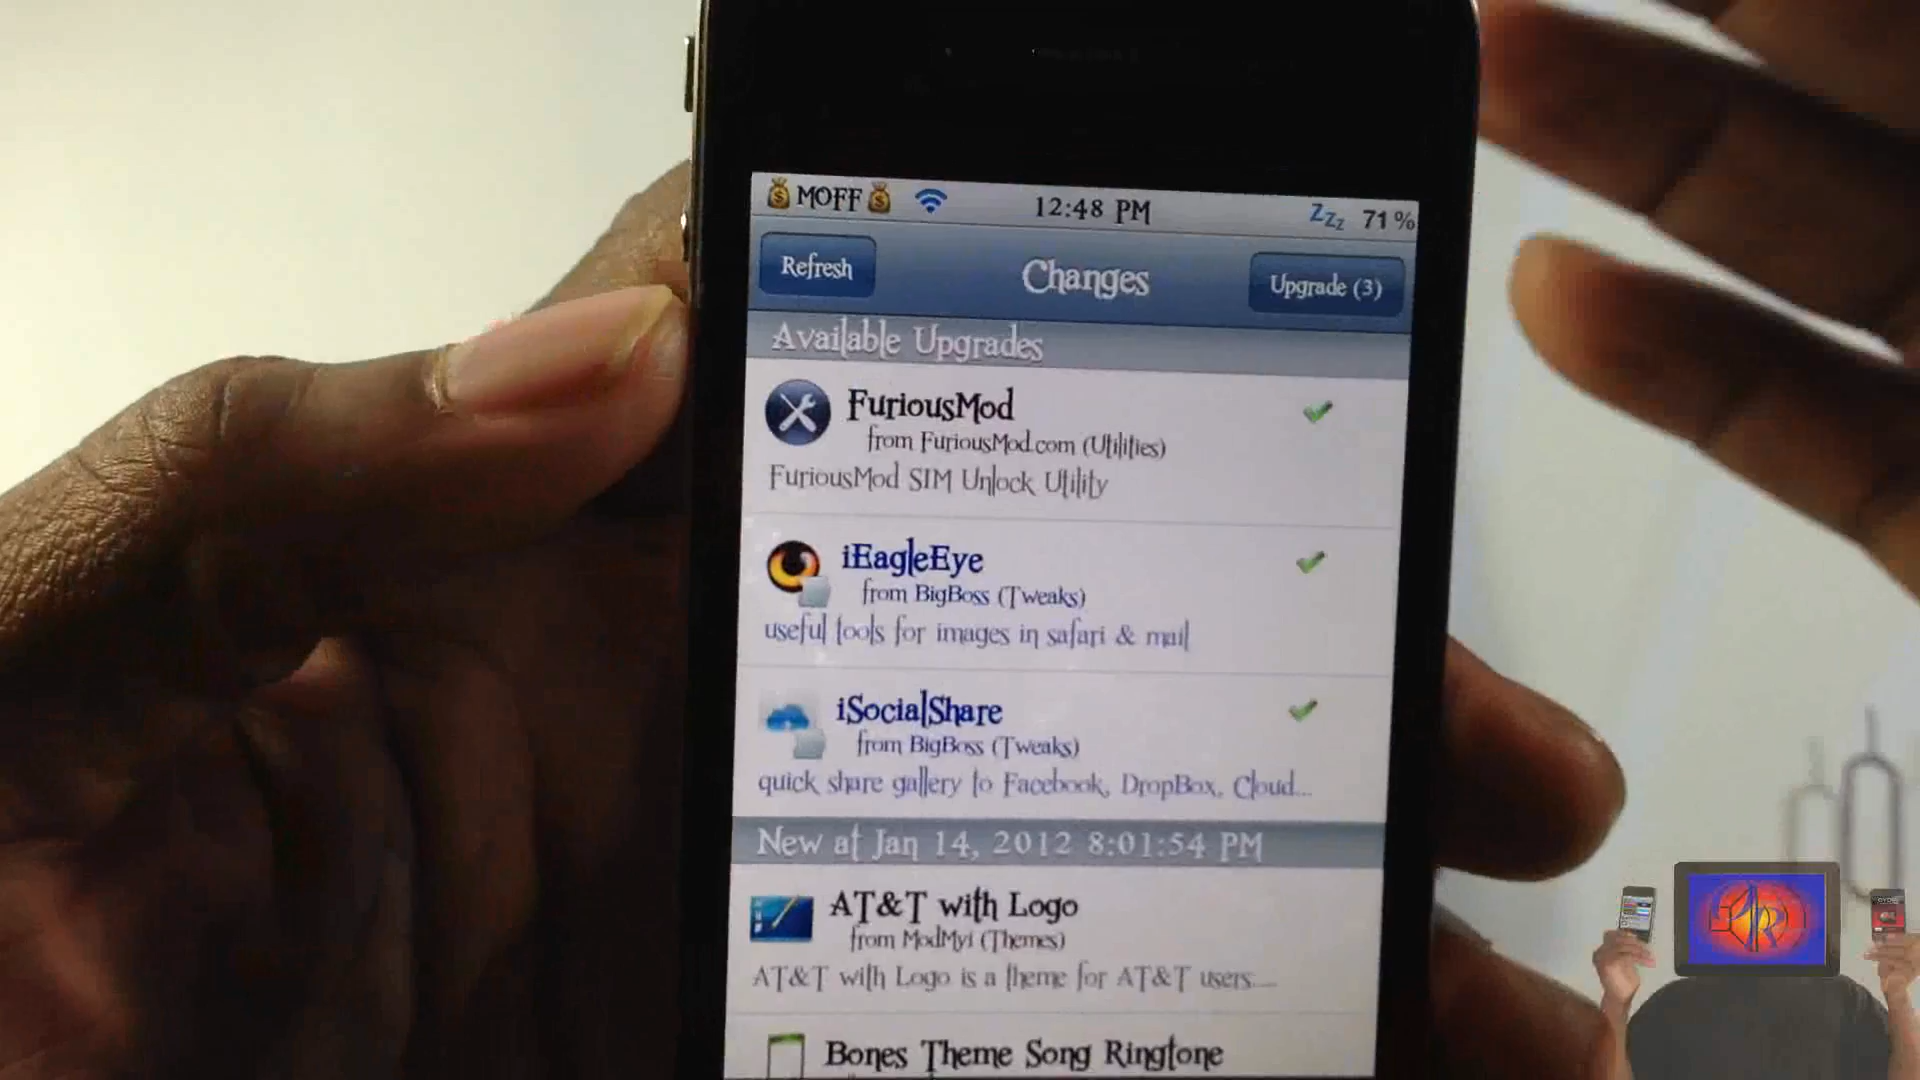 MOFF 12:48 PM ZZZ 71%
Refresh Changes Upgrade (3)
Available Upgrades
FuriousMod
from FuriousMod.com (Utilities)
FuriousMod SIM Unlock Utility
iEagleEye
from BigBoss (Tweaks)
useful tools for images in safari & mail
iSocialShare
from BigBoss (Tweaks)
quick share gallery to Facebook, DropBox, Cloud...
New at Jan 14, 2012 8:01:54 PM
AT&T with Logo
from ModMyi (Themes)
AT&T with Logo is a theme for AT&T users....
Bones Theme Song Ringtone